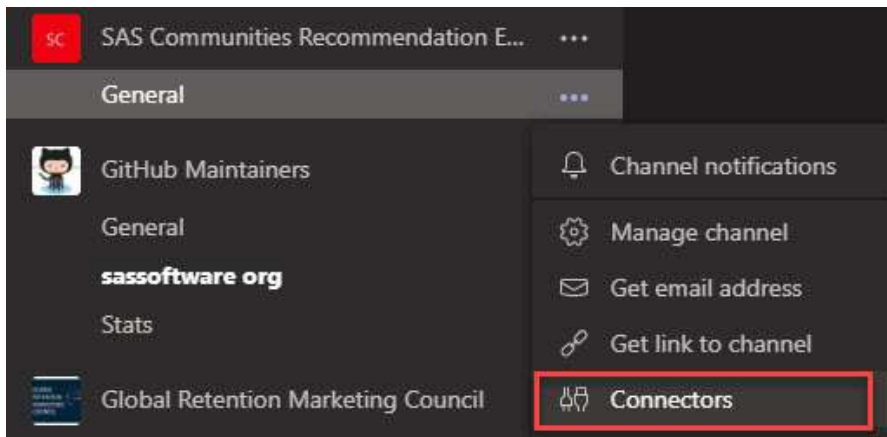 SC SAS Communities Recommendation E...
General
GitHub Maintainers
General
sassoftware org
Stats
Global Retention Marketing Council
Channel notifications
Manage channel
Get email address
Get link to channel
Connectors